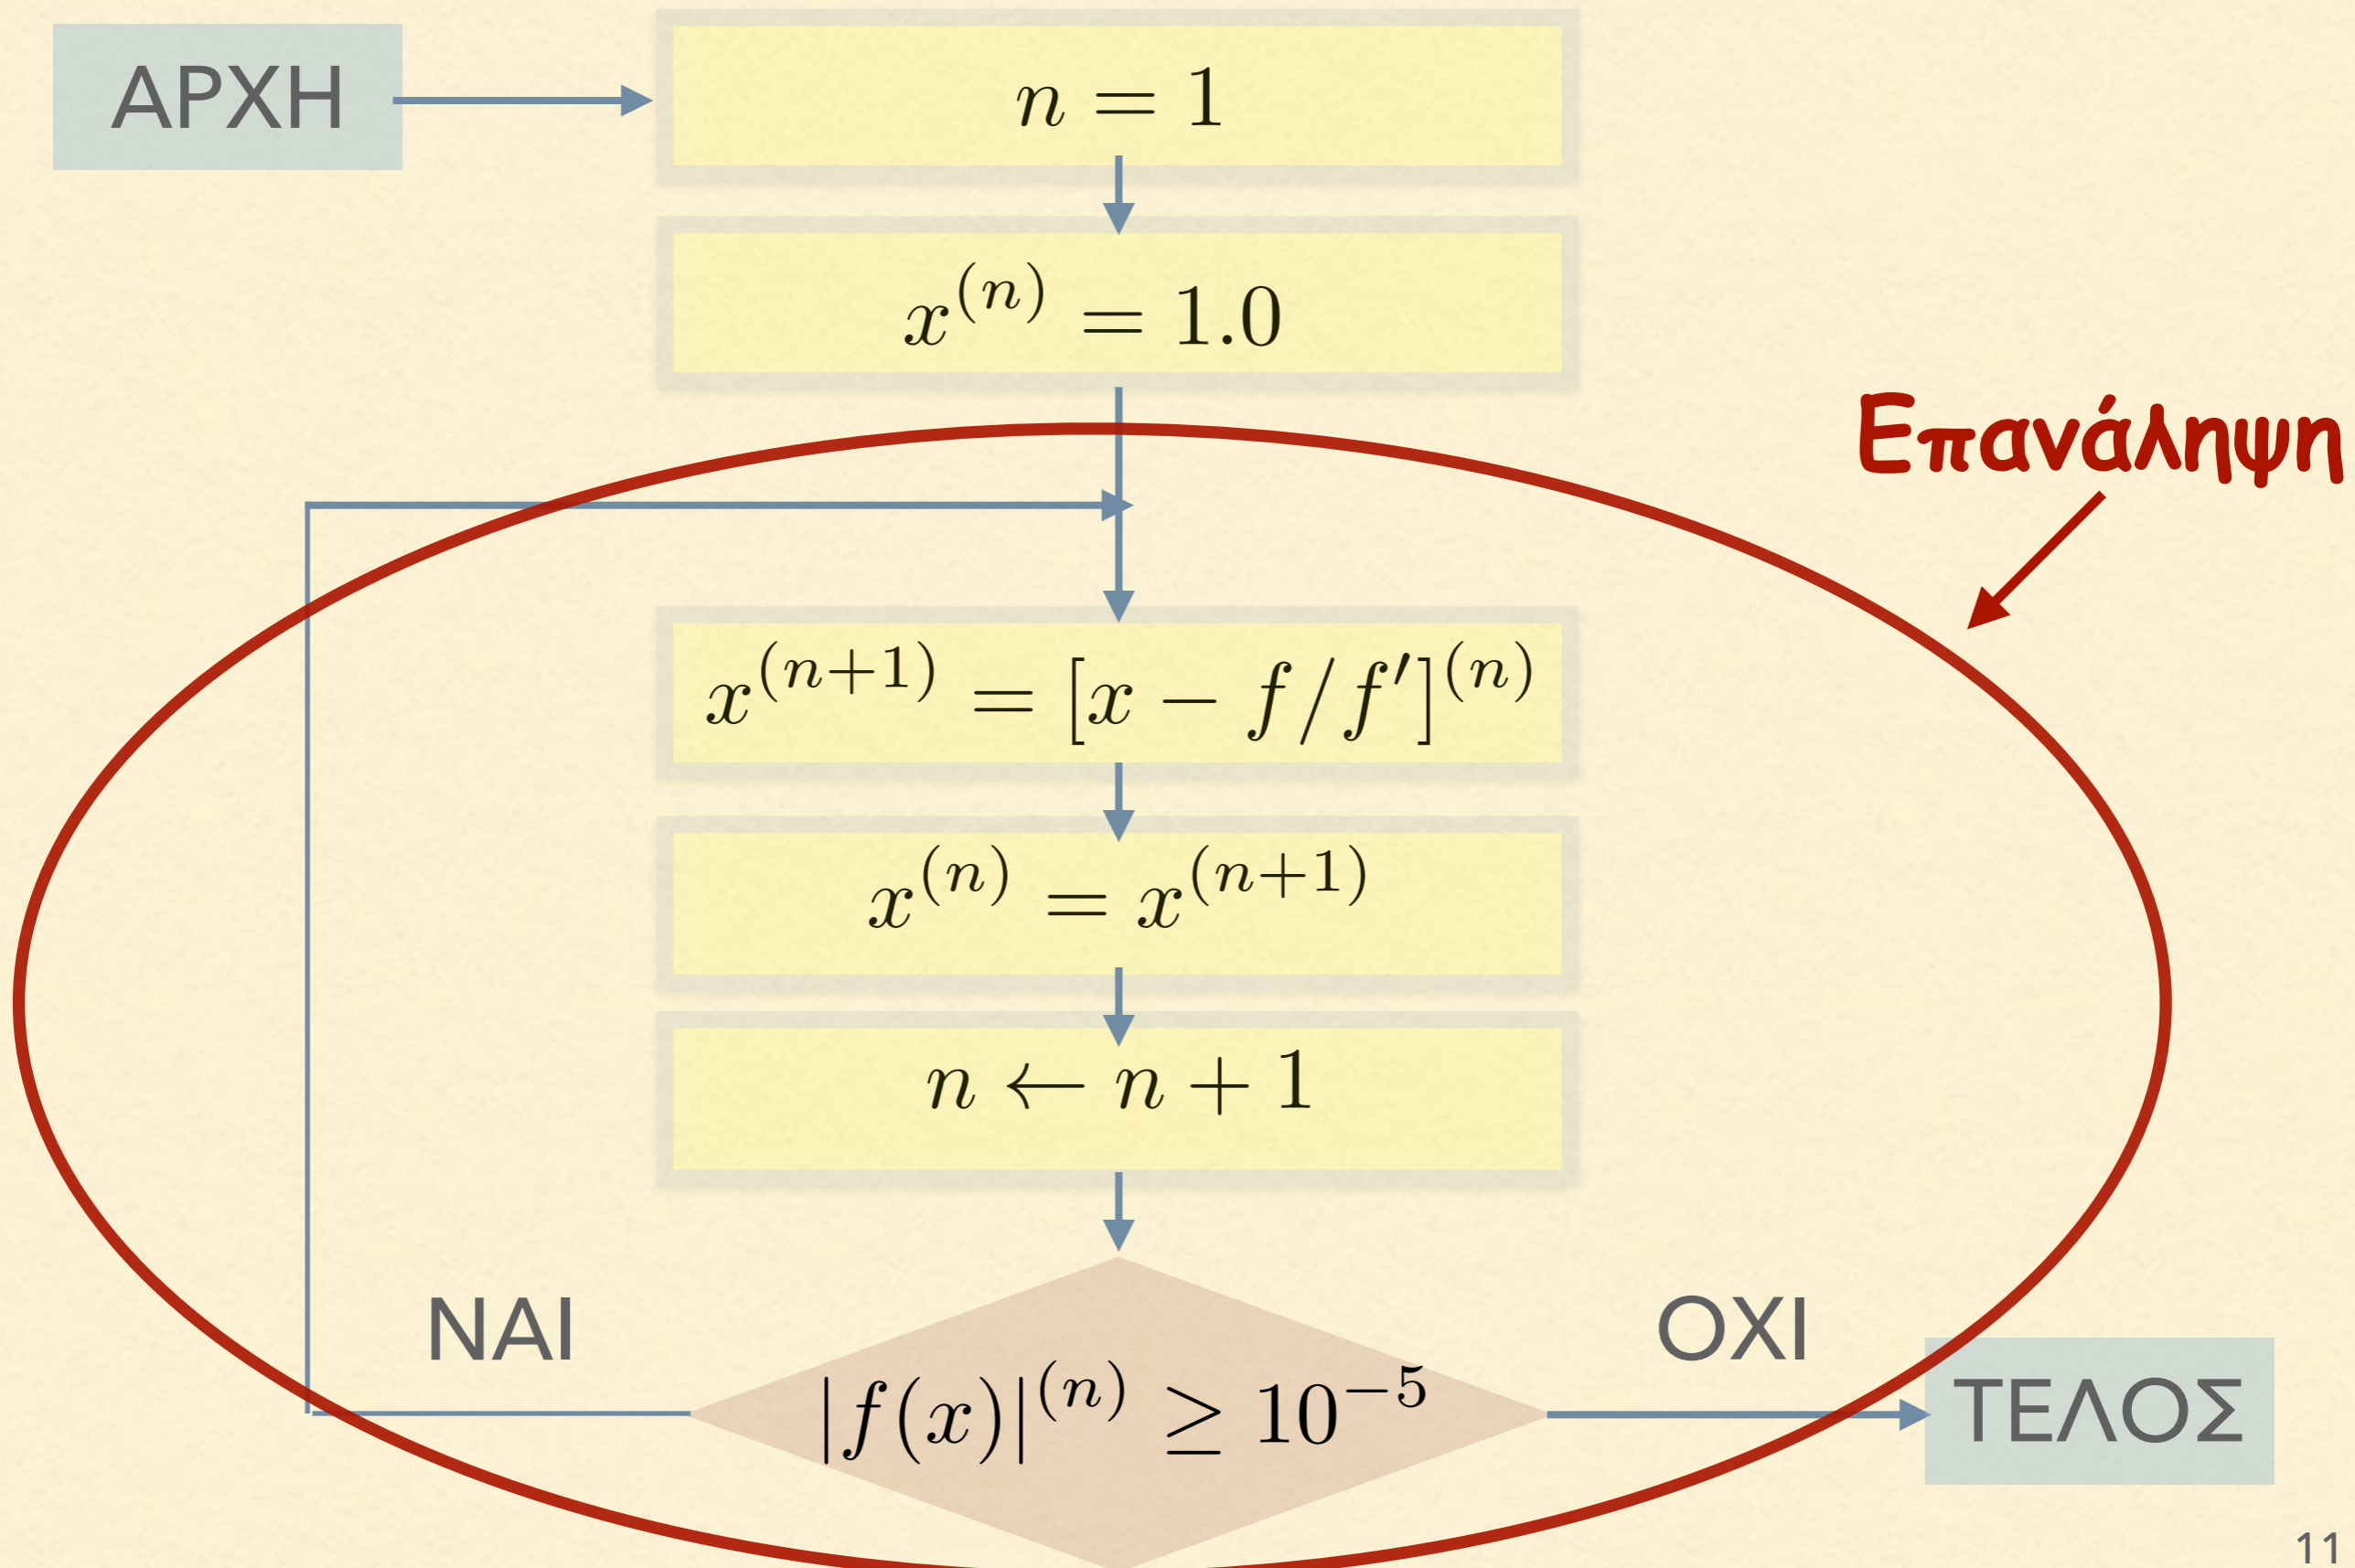 ΑΡΧΗ
n = 1
x^{(n)} = 1.0
Επανάληψη
x^{(n+1)} = [x − f/f′]^{(n)}
x^{(n)} = x^{(n+1)}
n ← n + 1
ΝΑΙ
|f(x)|^{(n)} ≥ 10^{−5}
ΟΧΙ
ΤΕΛΟΣ
11